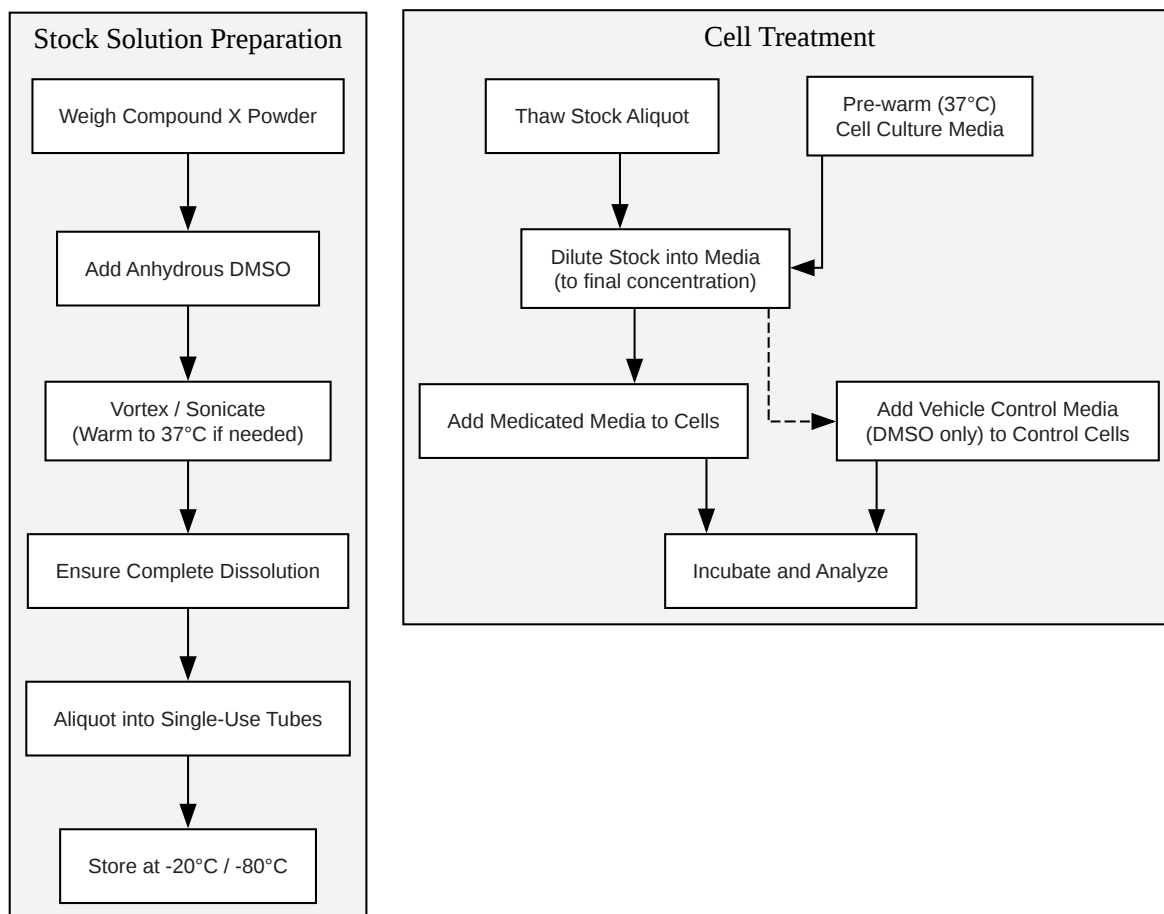 Stock Solution Preparation
Weigh Compound X Powder
Add Anhydrous DMSO
Vortex / Sonicate
(Warm to 37°C if needed)
Ensure Complete Dissolution
Aliquot into Single-Use Tubes
Store at -20°C / -80°C
Cell Treatment
Thaw Stock Aliquot
Pre-warm (37°C)
Cell Culture Media
Dilute Stock into Media
(to final concentration)
Add Medicated Media to Cells
Add Vehicle Control Media
(DMSO only) to Control Cells
Incubate and Analyze